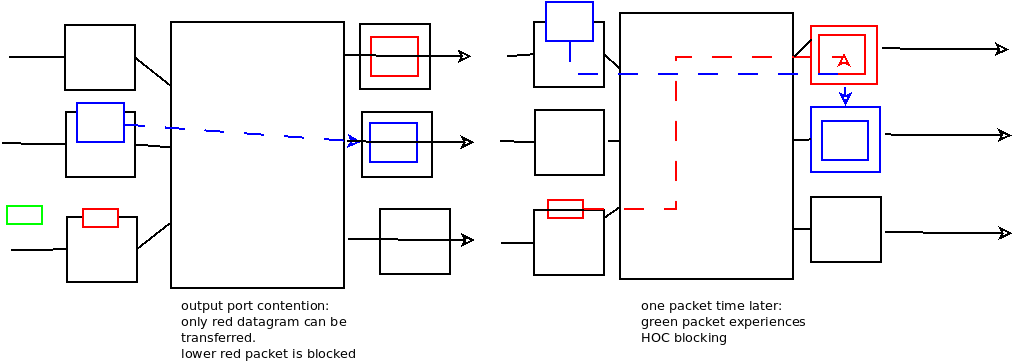 output port contention:
only red datagram can be
transferred.
lower red packet is blocked
one packet time later:
green packet experiences
HOC blocking